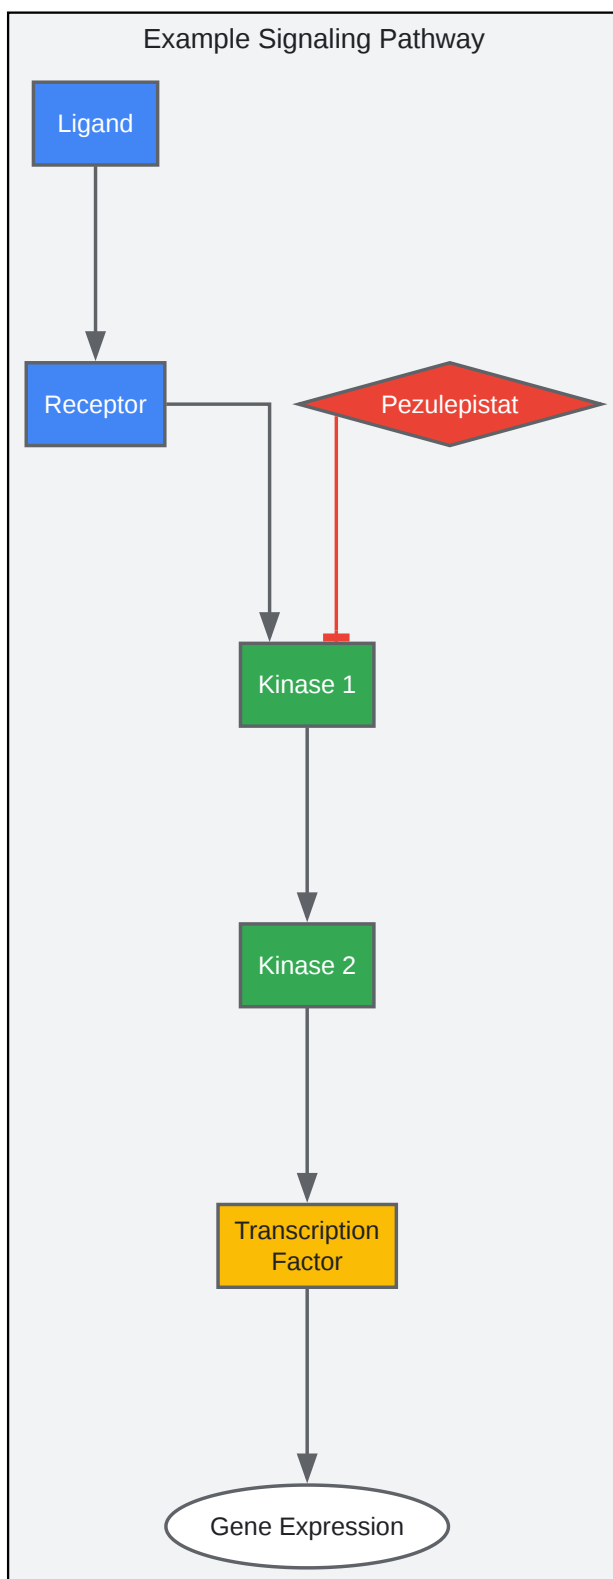 Example Signaling Pathway
Ligand
Receptor
Pezulepistat
Kinase 1
Kinase 2
Transcription
Factor
Gene Expression